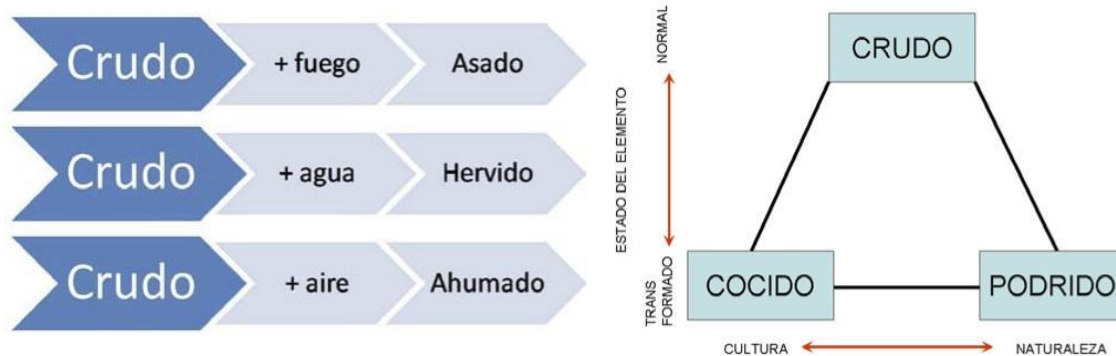 Crudo + fuego Asado
Crudo + agua Hervido
Crudo + aire Ahumado
ESTADO DEL ELEMENTO
NORMAL
TRANS
FORMADO
CRUDO
COCIDO
PODRIDO
CULTURA
NATURALEZA